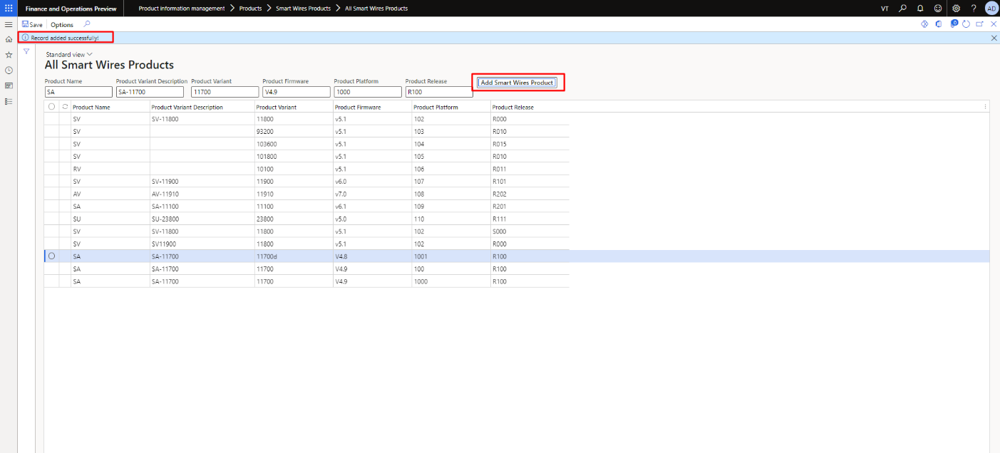 Finance and Operations Preview Product information management Products Smart Wires Products All Smart Wires Products VT ? AD
Save Options 0
Record added successfully!
Standard view
All Smart Wires Products
Product Name Product Variant Description Product Variant Product Firmware Product Platform Product Release
SA SA-11700 11700 V4.9 1000 R100 Add Smart Wires Product
Product Name Product Variant Description Product Variant Product Firmware Product Platform Product Release
SV SV-11800 11800 v5.1 102 R000
SV 93200 v5.1 103 R010
SV 103600 v5.1 104 R015
SV 101800 v5.1 105 R010
RV 10100 v5.1 106 R011
SV SV-11900 11900 v6.0 107 R101
AV AV-11910 11910 v7.0 108 R202
SA SA-11100 11100 v6.1 109 R201
SU SU-23800 23800 v5.0 110 R111
SV SV-11800 11800 v5.1 102 S000
SV SV11900 11800 v5.1 102 R000
SA SA-11700 11700d V4.8 1001 R100
SA SA-11700 11700 V4.9 100 R100
SA SA-11700 11700 V4.9 1000 R100